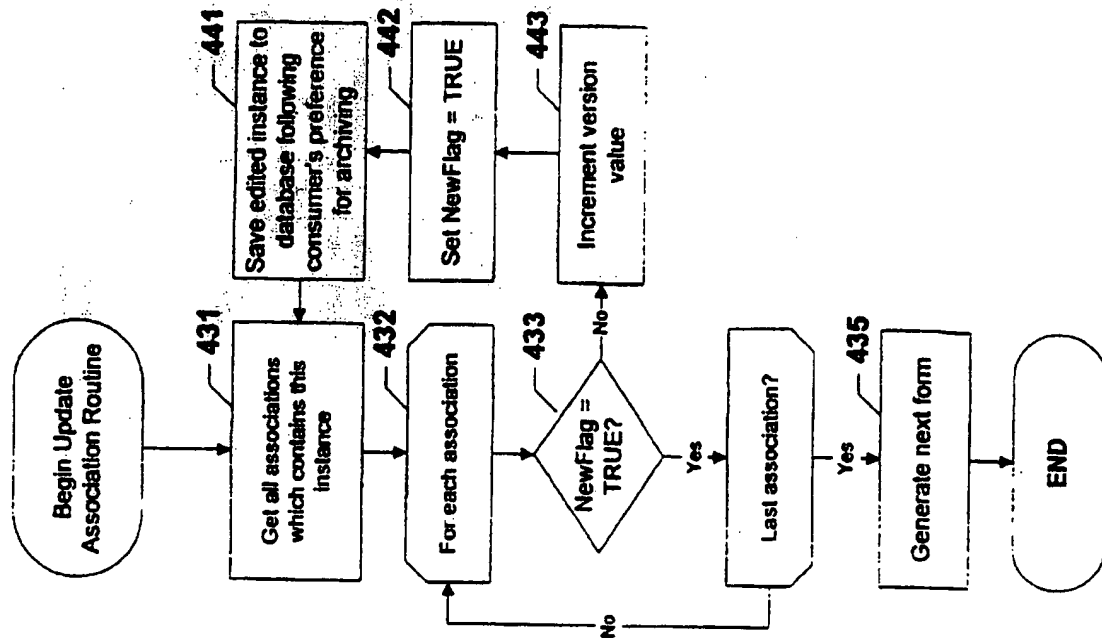 Begin Update
Association Routine
431
Get all associations
which contains this
instance
432
For each association
433
NewFlag =
TRUE?
No
Yes
443
Increment version
value
442
Set NewFlag = TRUE
441
Save edited instance to
database following
consumer's preference
for archiving
Last association?
No
Yes
435
Generate next form
END